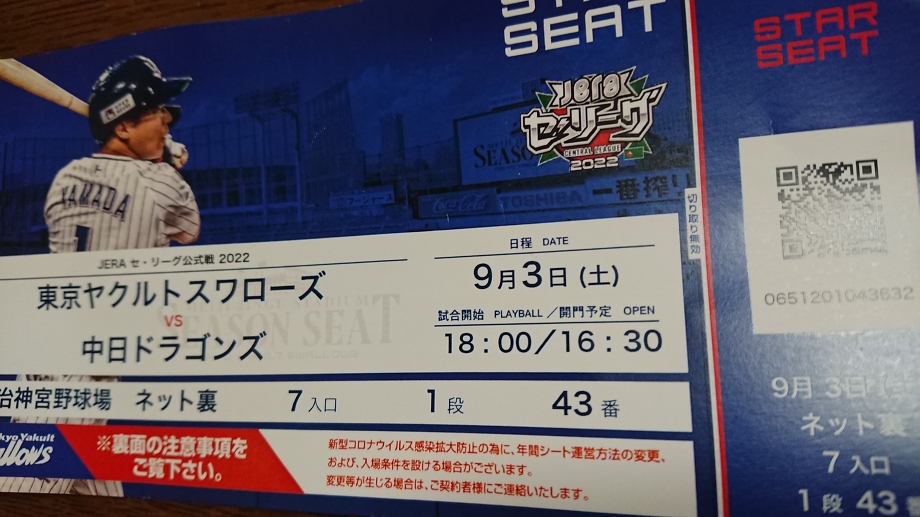 STAR
SEAT
STAR
SEAT
YAMADA
1
JERA
セ・リーグ
CENTRAL LEAGUE
2022
一番搾り
TOSHIBA
Coca-Cola
切り取り無効
0651201043632
JERA セ・リーグ公式戦 2022
東京ヤクルトスワローズ
VS
中日ドラゴンズ
SEASON SEAT
日程 DATE
9月3日 (土)
試合開始 PLAYBALL /開門予定 OPEN
18:00/16:30
治神宮野球場 ネット裏 7入口 1段 43番
kyo Yakult
allows
※裏面の注意事項を
ご覧下さい。
新型コロナウイルス感染拡大防止の為に、年間シート運営方法の変更、
および、入場条件を設ける場合がございます。
変更等が生じる場合は、ご契約者様にご連絡いたします。
9月 3日
ネット裏
7 入口
1段 43